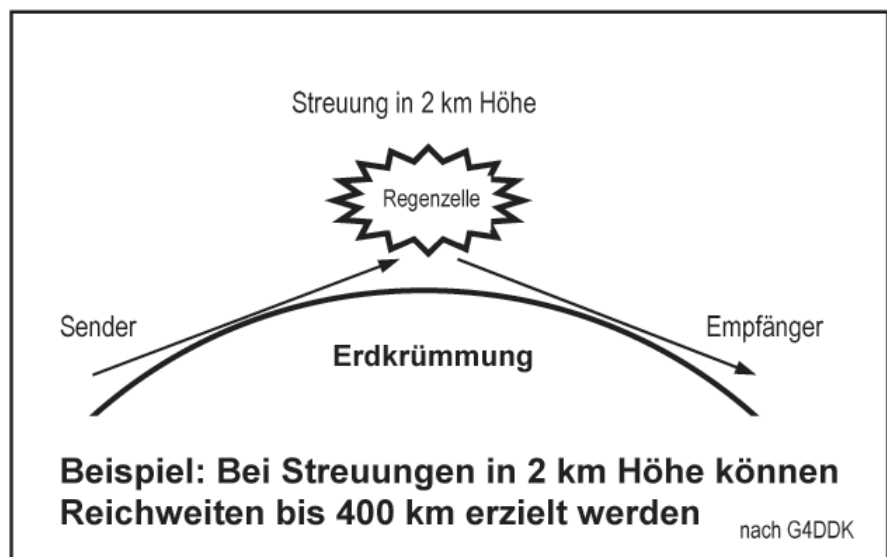 Streuung in 2 km Höhe
Regenzelle
Sender
Empfänger
Erdkrümmung
Beispiel: Bei Streuungen in 2 km Höhe können
Reichweiten bis 400 km erzielt werden
nach G4DDK